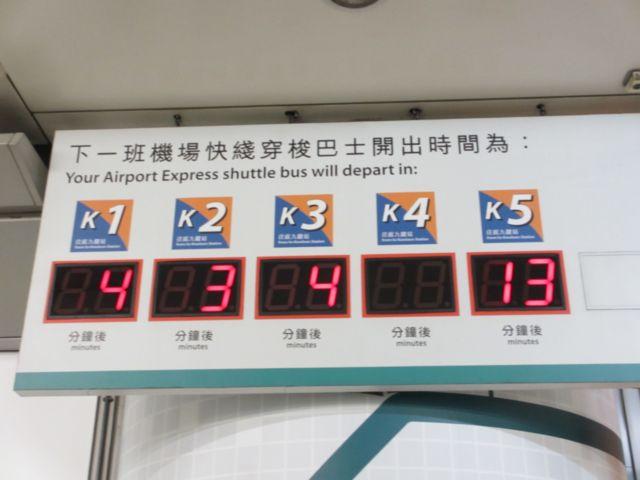 下一班機場快綫穿梭巴士開出時間為：
Your Airport Express shuttle bus will depart in:
K1 K2 K3 K4 K5
4 3 4 13
分鐘後 分鐘後 分鐘後 分鐘後 分鐘後
minutes minutes minutes minutes minutes